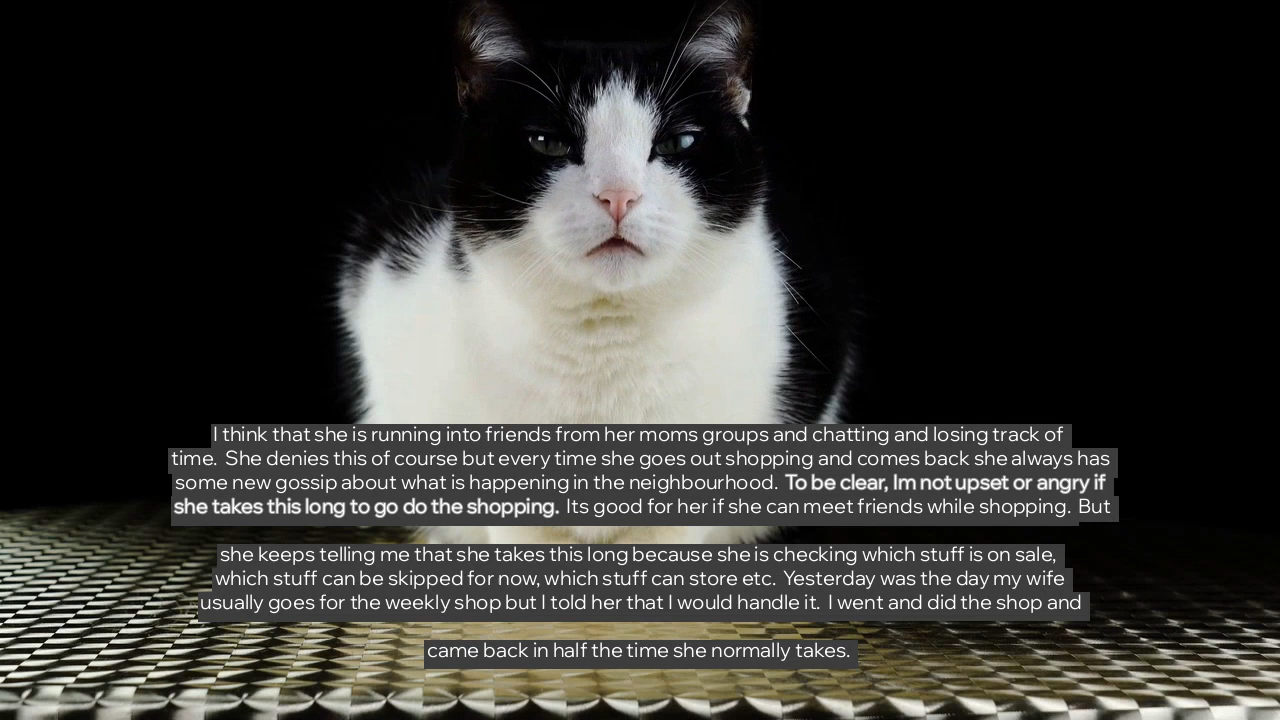 I think that she is running into friends from her moms groups and chatting and losing track of
time. She denies this of course but every time she goes out shopping and comes back she always has
some new gossip about what is happening in the neighbourhood. To be clear, Im not upset or angry if
she takes this long to go do the shopping. Its good for her if she can meet friends while shopping. But
she keeps telling me that she takes this long because she is checking which stuff is on sale,
which stuff can be skipped for now, which stuff can store etc. Yesterday was the day my wife
usually goes for the weekly shop but I told her that I would handle it. I went and did the shop and
came back in half the time she normally takes.